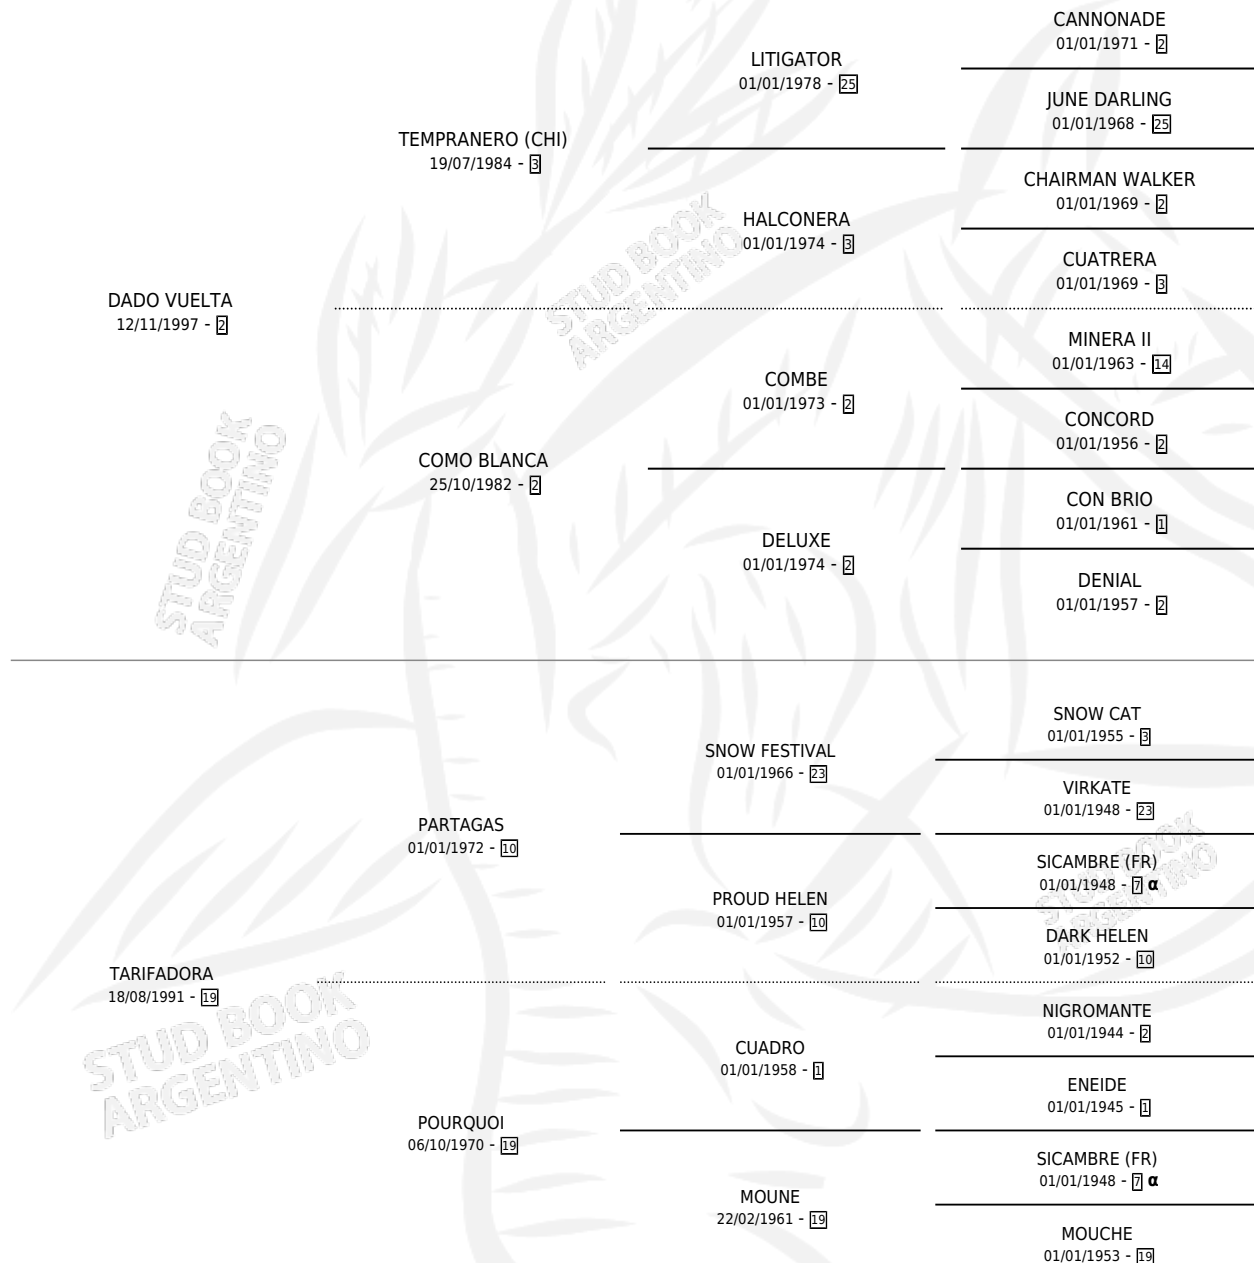 CANNONADE
01/01/1971 - 2
LITIGATOR
01/01/1978 - 25
JUNE DARLING
01/01/1968 - 25
TEMPRANERO (CHI)
19/07/1984 - 3
CHAIRMAN WALKER
01/01/1969 - 2
HALCONERA
01/01/1974 - 3
CUATRERA
01/01/1969 - 3
DADO VUELTA
12/11/1997 - 2
MINERA II
01/01/1963 - 14
COMBE
01/01/1973 - 2
CONCORD
01/01/1956 - 2
COMO BLANCA
25/10/1982 - 2
CON BRIO
01/01/1961 - 1
DELUXE
01/01/1974 - 2
DENIAL
01/01/1957 - 2
SNOW CAT
01/01/1955 - 3
SNOW FESTIVAL
01/01/1966 - 23
VIRKATE
01/01/1948 - 23
PARTAGAS
01/01/1972 - 10
SICAMBRE (FR)
01/01/1948 - 7 α
PROUD HELEN
01/01/1957 - 10
DARK HELEN
01/01/1952 - 10
TARIFADORA
18/08/1991 - 19
NIGROMANTE
01/01/1944 - 2
CUADRO
01/01/1958 - 1
ENEIDE
01/01/1945 - 1
POURQUOI
06/10/1970 - 19
SICAMBRE (FR)
01/01/1948 - 7 α
MOUNE
22/02/1961 - 19
MOUCHE
01/01/1953 - 19
STUD BOOK
ARGENTINO
STUD BOOK
ARGENTINO
STUD BOOK
ARGENTINO
STUD BOOK
ARGENTINO